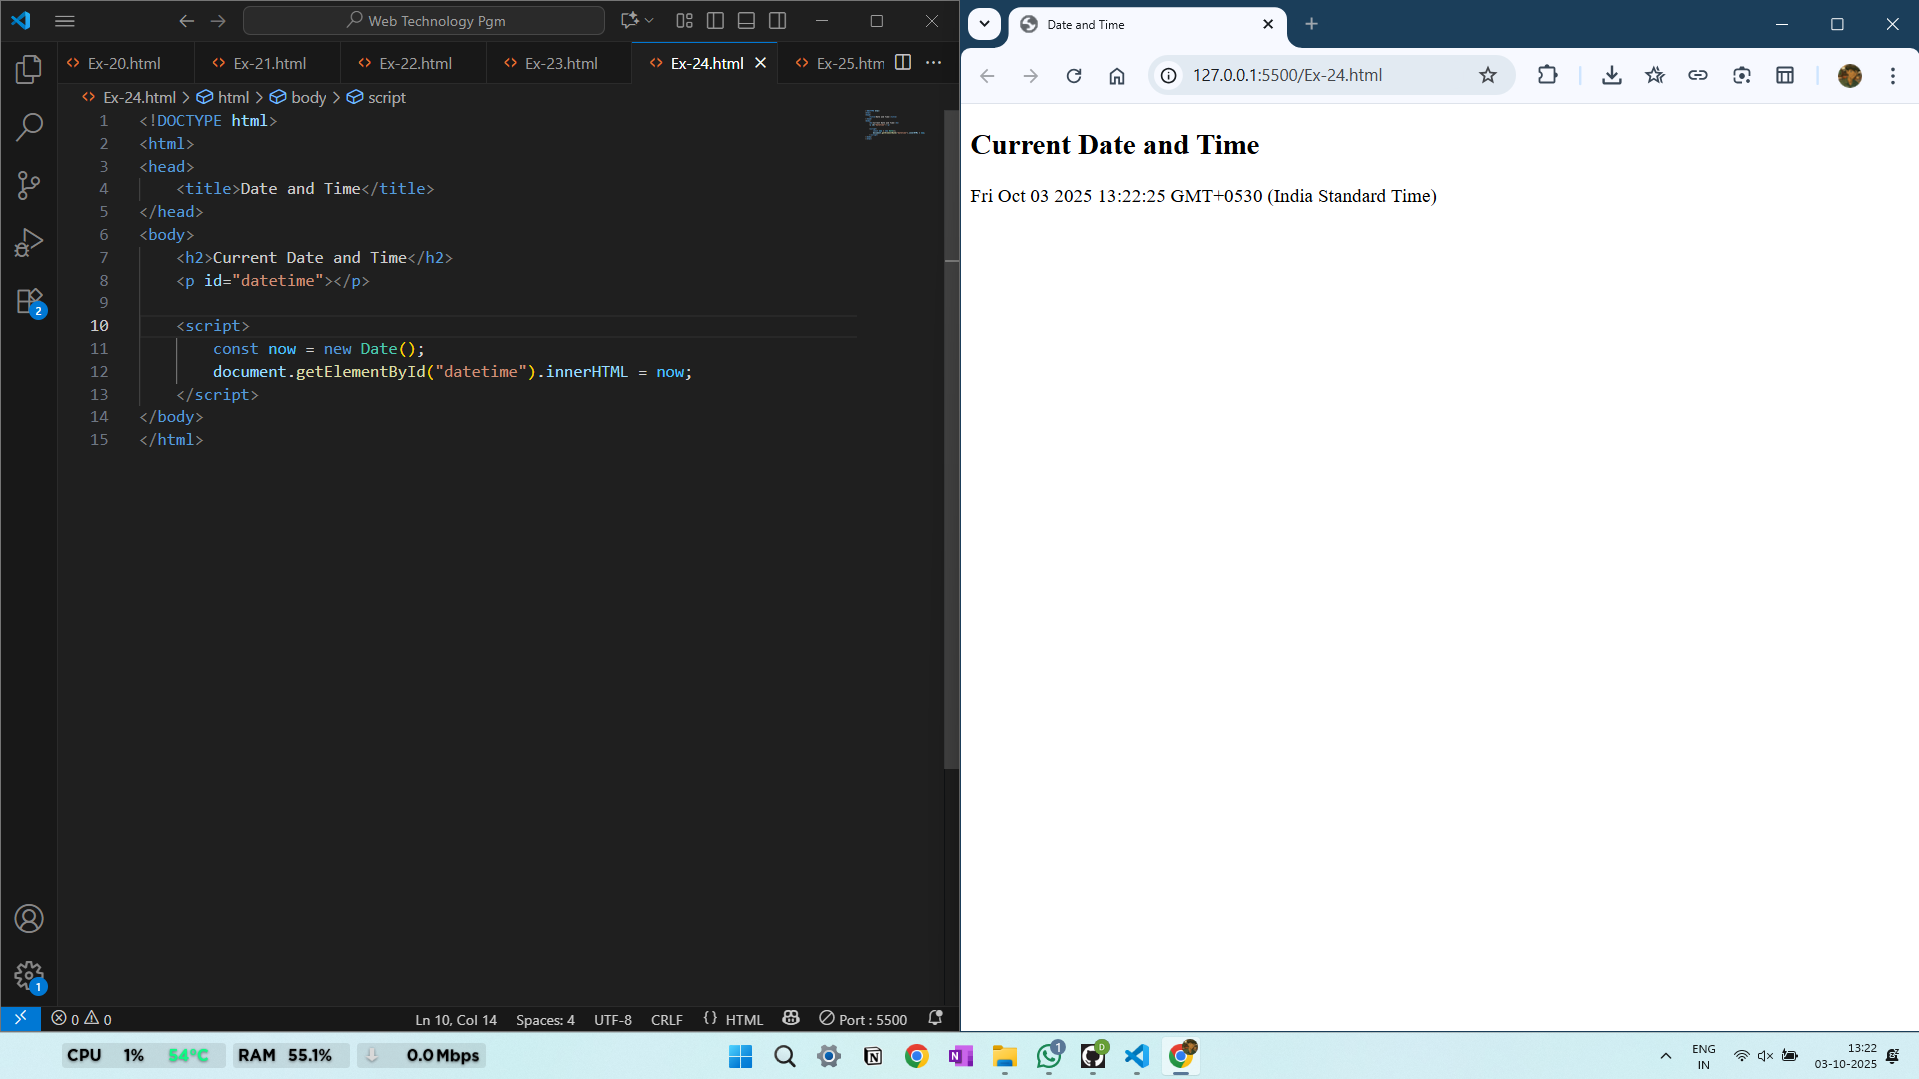 Web Technology Pgm
Ex-20.html
Ex-21.html
Ex-22.html
Ex-23.html
Ex-24.html
Ex-25.htm
Ex-24.html > html > body > script
1 <!DOCTYPE html>
2 <html>
3 <head>
4 <title>Date and Time</title>
5 </head>
6 <body>
7 <h2>Current Date and Time</h2>
8 <p id="datetime"></p>
9
10 <script>
11 const now = new Date();
12 document.getElementById("datetime").innerHTML = now;
13 </script>
14 </body>
15 </html>
2
1
0 0
Ln 10, Col 14
Spaces: 4
UTF-8
CRLF
{} HTML
Port : 5500
Date and Time
127.0.0.1:5500/Ex-24.html
Current Date and Time
Fri Oct 03 2025 13:22:25 GMT+0530 (India Standard Time)
CPU 1% 54°C
RAM 55.1%
0.0 Mbps
1
D
ENG
IN
13:22
03-10-2025